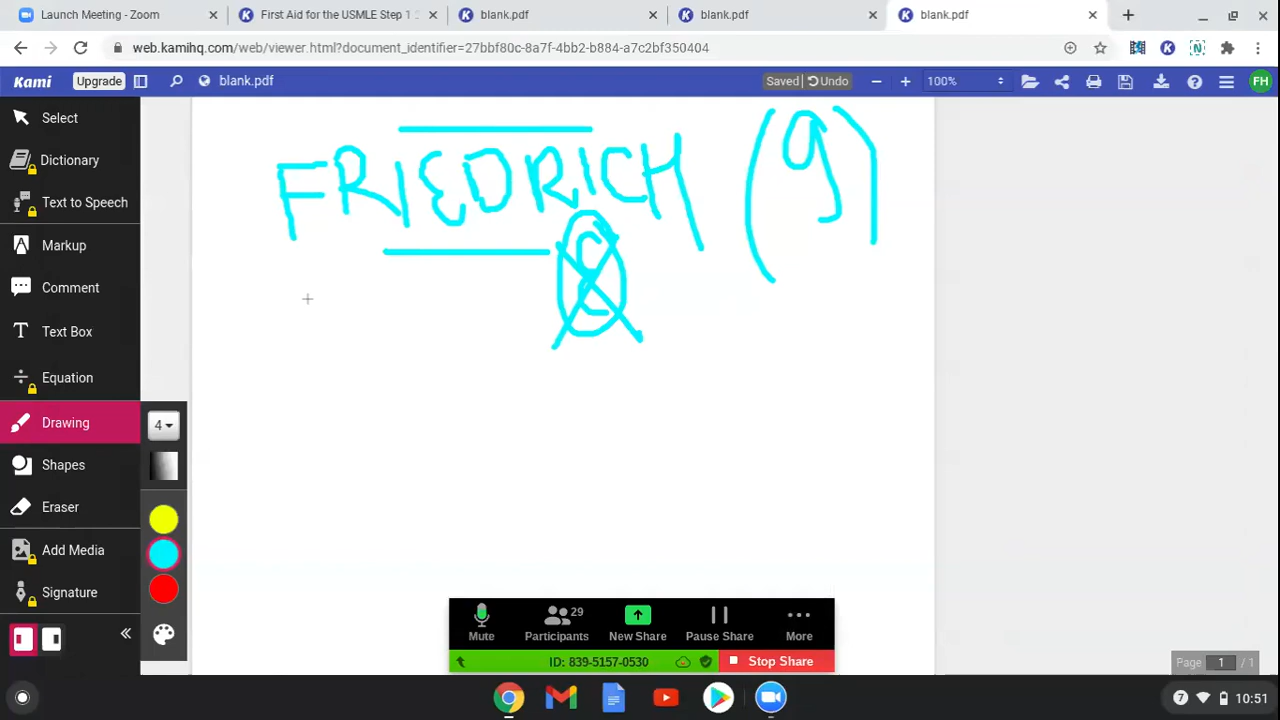 Launch Meeting - Zoom
First Aid for the USMLE Step 1 :
blank.pdf
blank.pdf
blank.pdf
web.kamihq.com/web/viewer.html?document_identifier=27bbf80c-8a7f-4bb2-b884-a7c2bf350404
Kami Upgrade blank.pdf Saved Undo 100% FH
Select
Dictionary
Text to Speech
Markup
Comment
Text Box
Equation
Drawing
4
Shapes
Eraser
Add Media
Signature
FRIEDRICH (9)
C
Mute
Participants 29
New Share
Pause Share
More
ID: 839-5157-0530
Stop Share
Page 1 / 1
7 10:51